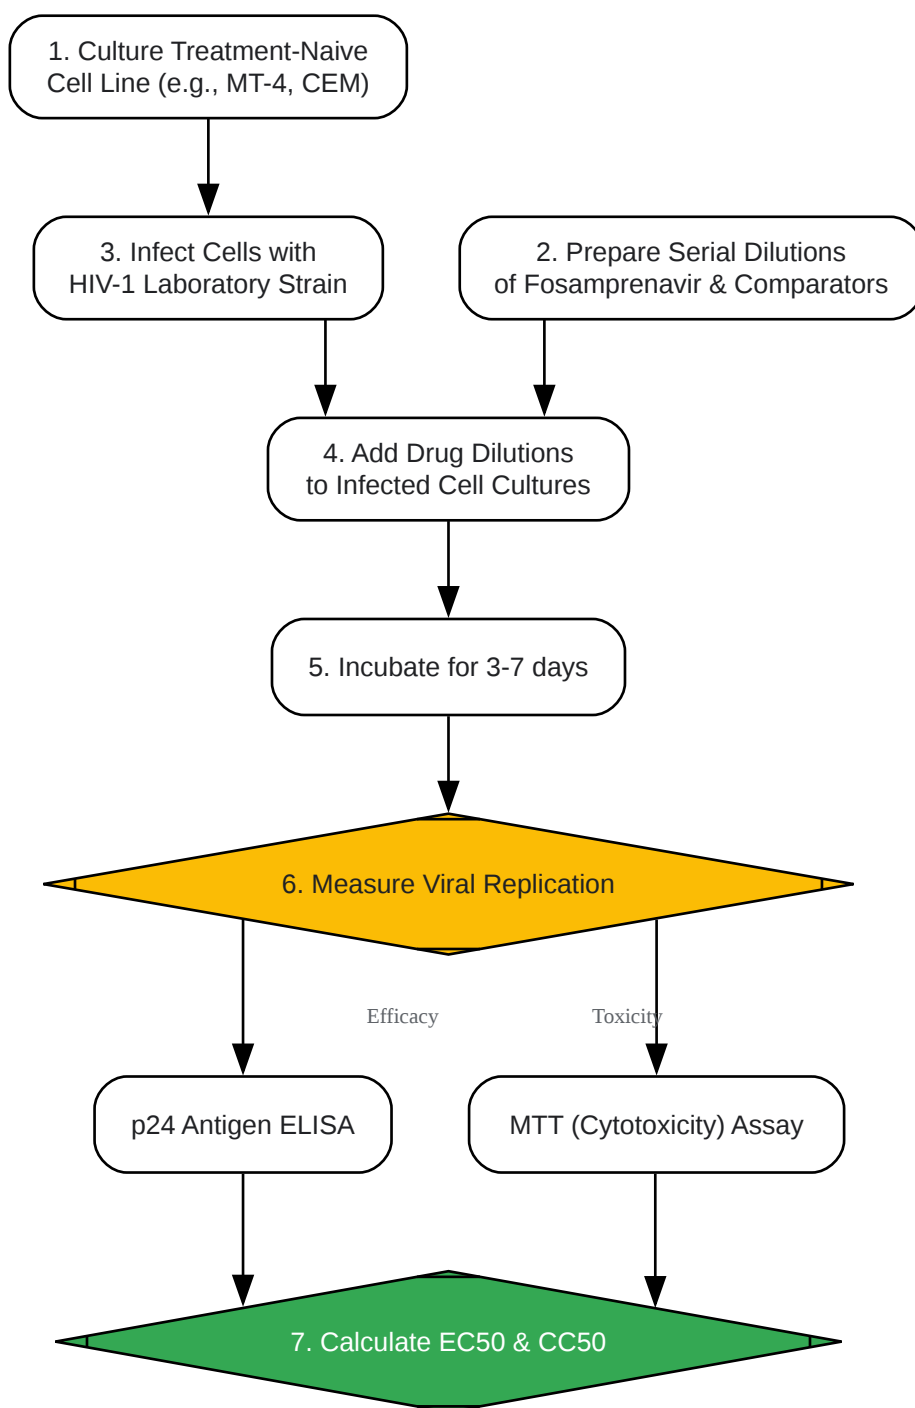 1. Culture Treatment-Naive
Cell Line (e.g., MT-4, CEM)
3. Infect Cells with
HIV-1 Laboratory Strain
2. Prepare Serial Dilutions
of Fosamprenavir & Comparators
4. Add Drug Dilutions
to Infected Cell Cultures
5. Incubate for 3-7 days
6. Measure Viral Replication
Efficacy
Toxicity
p24 Antigen ELISA
MTT (Cytotoxicity) Assay
7. Calculate EC50 & CC50